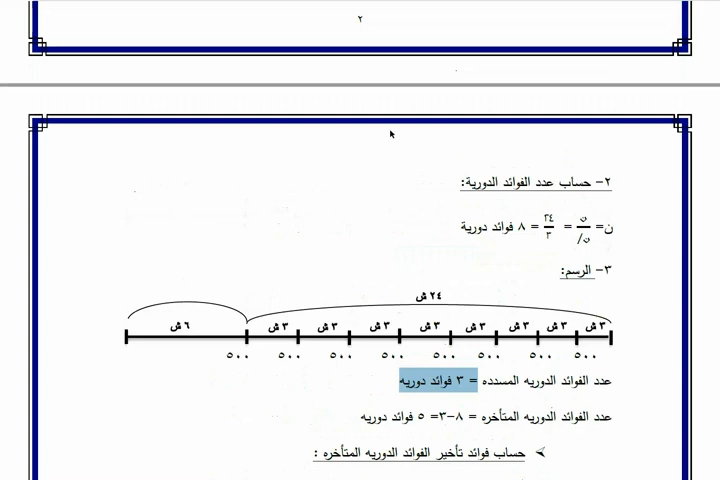 ٢
٢- حساب عدد الفوائد الدورية:
ن= ن/ن/ = ٢٤/٣ = ٨ فوائد دورية
٣- الرسم:
٢٤ ش
٦ ش ٣ ش ٣ ش ٣ ش ٣ ش ٣ ش ٣ ش ٣ ش ٣ ش
٥٠٠ ٥٠٠ ٥٠٠ ٥٠٠ ٥٠٠ ٥٠٠ ٥٠٠ ٥٠٠
عدد الفوائد الدوريه المسدده = ٣ فوائد دوريه
عدد الفوائد الدوريه المتأخره = ٨-٣= ٥ فوائد دوريه
حساب فوائد تأخير الفوائد الدوريه المتأخره :